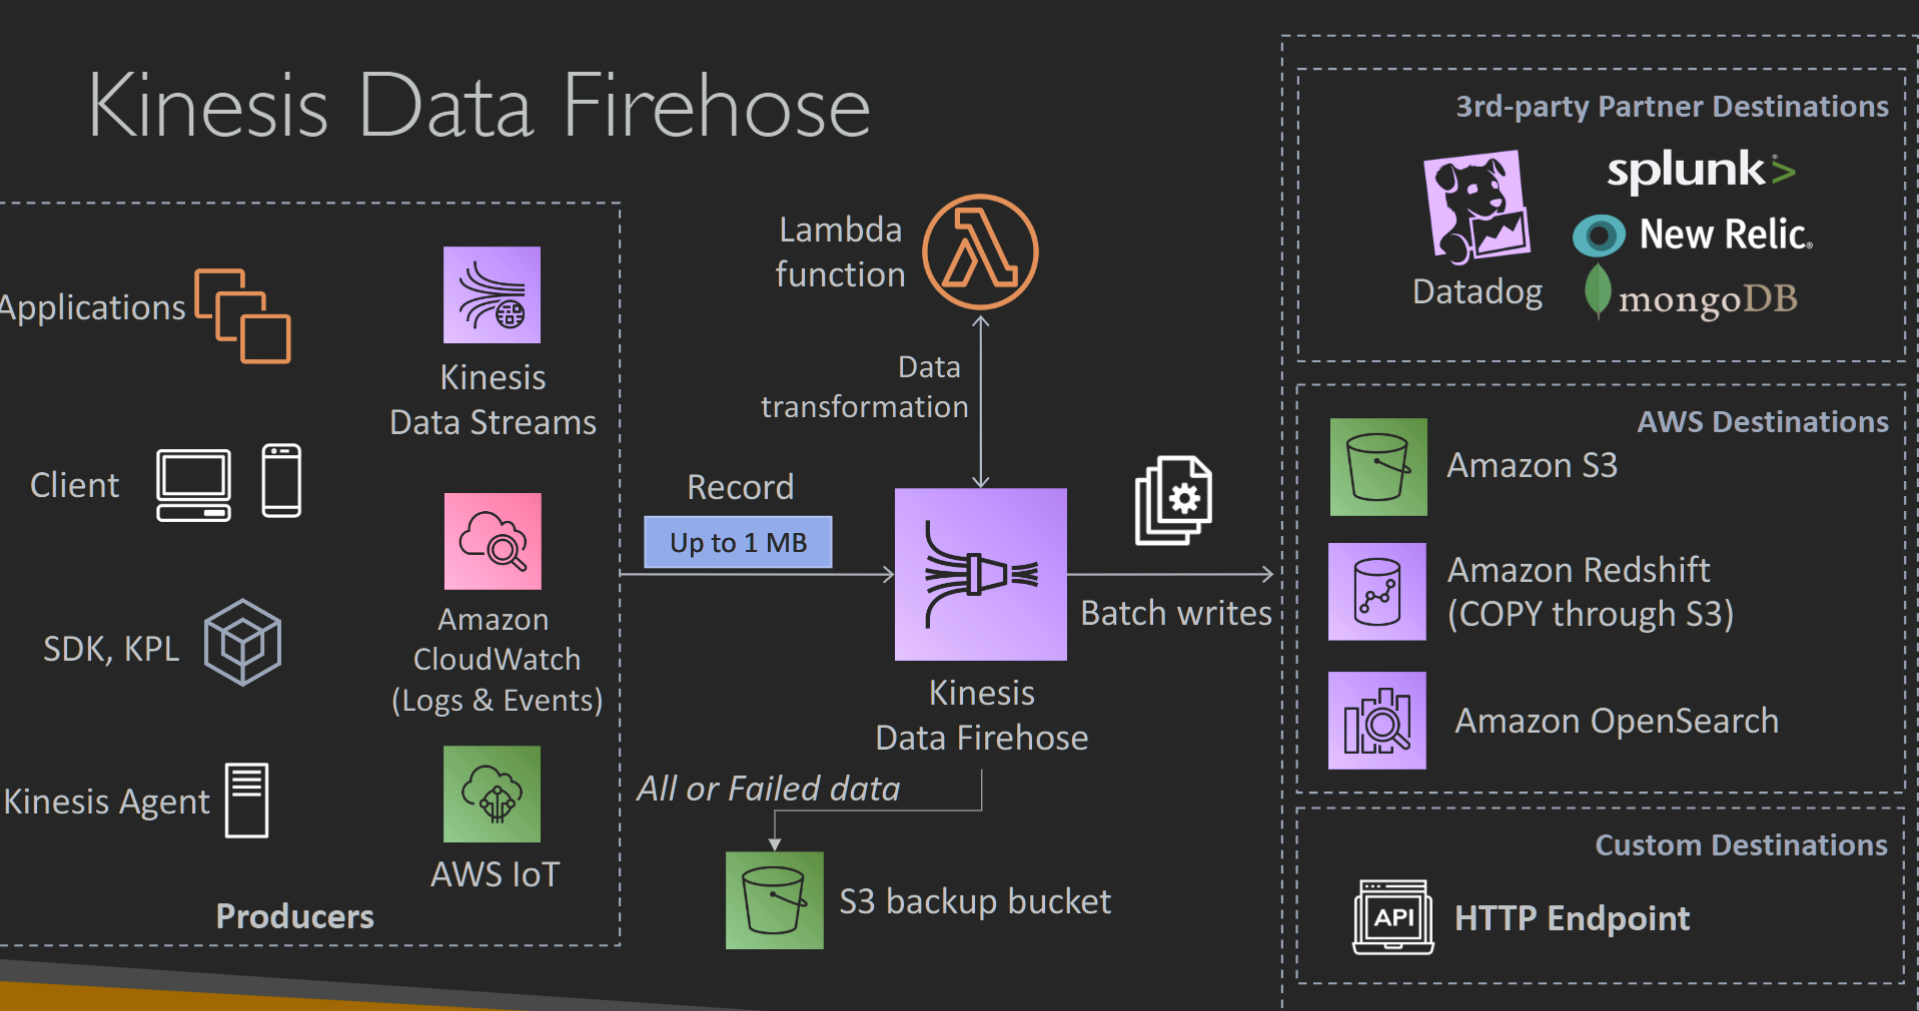 Kinesis Data Firehose
Applications
Kinesis
Data Streams
Client
Amazon
CloudWatch
(Logs & Events)
SDK, KPL
Kinesis Agent
AWS IoT
Producers
Record
Up to 1 MB
Lambda
function
Data
transformation
Kinesis
Data Firehose
Batch writes
All or Failed data
S3 backup bucket
3rd-party Partner Destinations
Datadog
splunk>
New Relic.
mongoDB
AWS Destinations
Amazon S3
Amazon Redshift
(COPY through S3)
Amazon OpenSearch
Custom Destinations
API
HTTP Endpoint